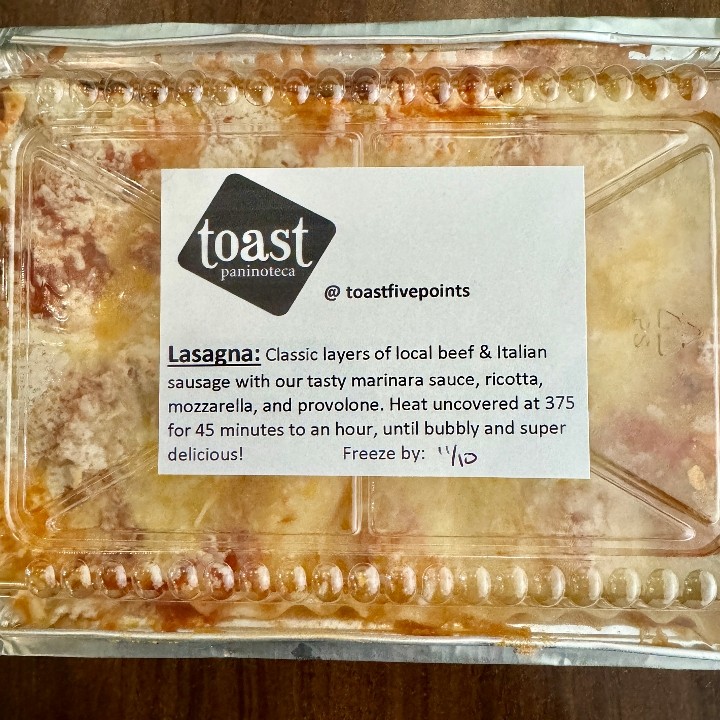 toast
paninoteca
@ toastfivepoints
Lasagna: Classic layers of local beef & Italian
sausage with our tasty marinara sauce, ricotta,
mozzarella, and provolone. Heat uncovered at 375
for 45 minutes to an hour, until bubbly and super
delicious! Freeze by: 11/10